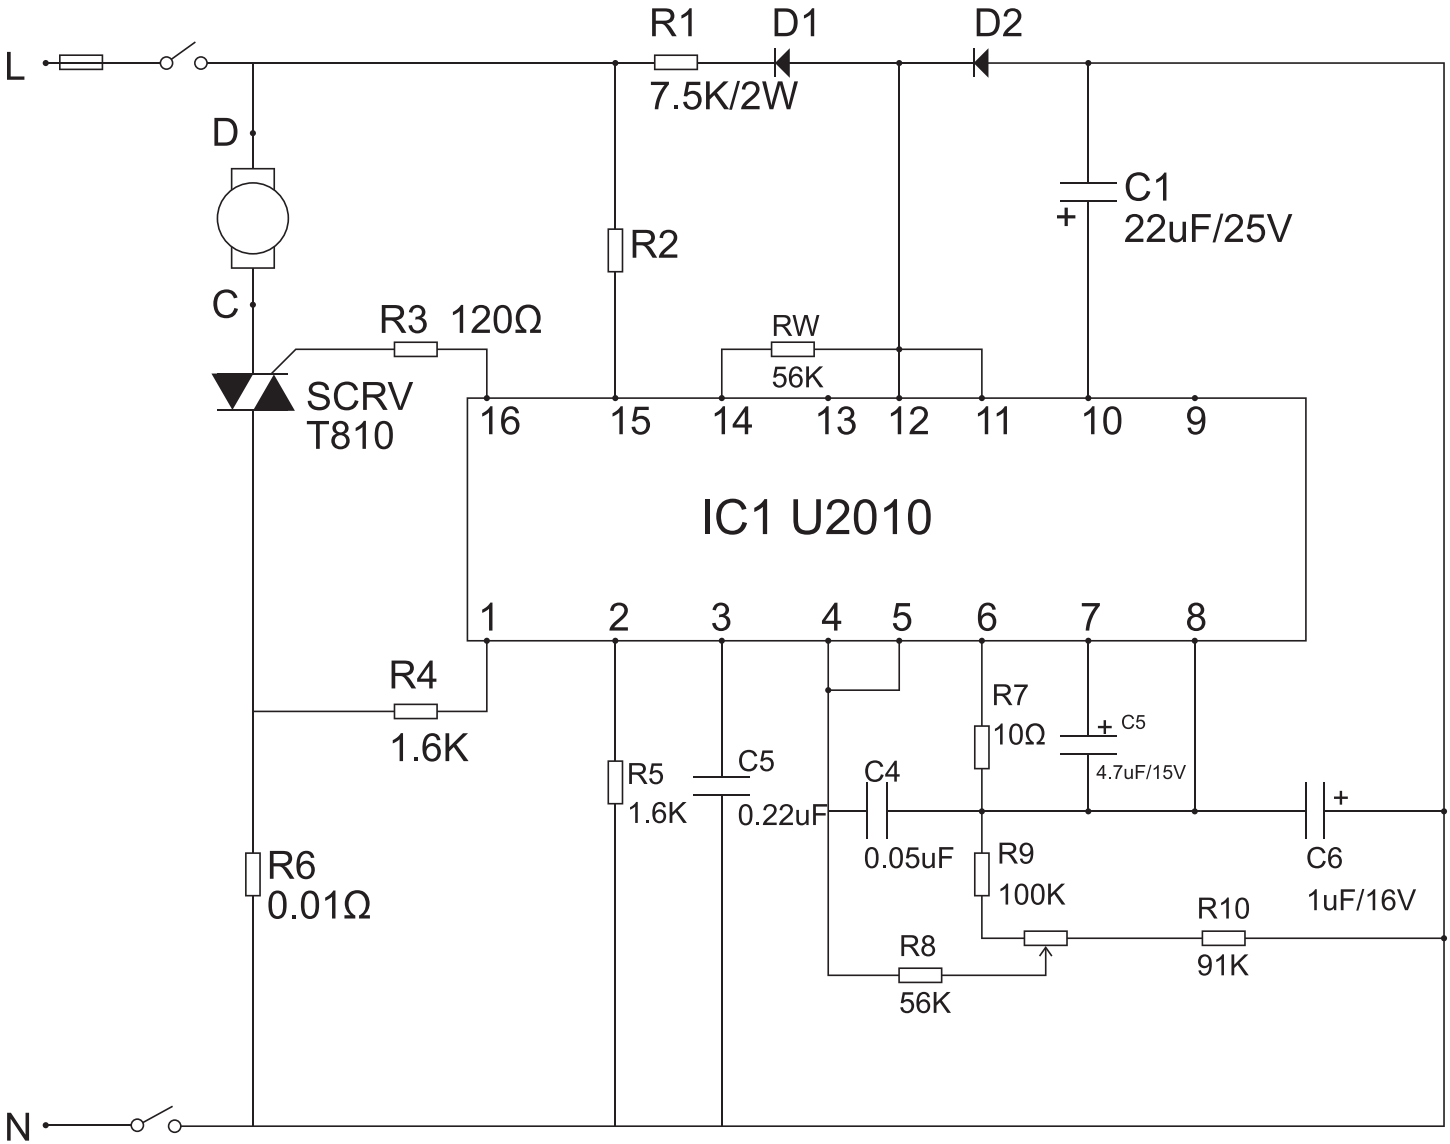 R1
D1
D2
L
7.5K/2W
D
C1
22uF/25V
R2
C
R3 120Ω
RW
56K
SCRV
T810
16 15 14 13 12 11 10 9
IC1 U2010
1 2 3 4 5 6 7 8
R4
1.6K
R7
10Ω
+ C5
4.7uF/15V
R5
1.6K
C5
0.22uF
C4
0.05uF
+
C6
1uF/16V
R6
0.01Ω
R9
100K
R10
91K
R8
56K
N
+